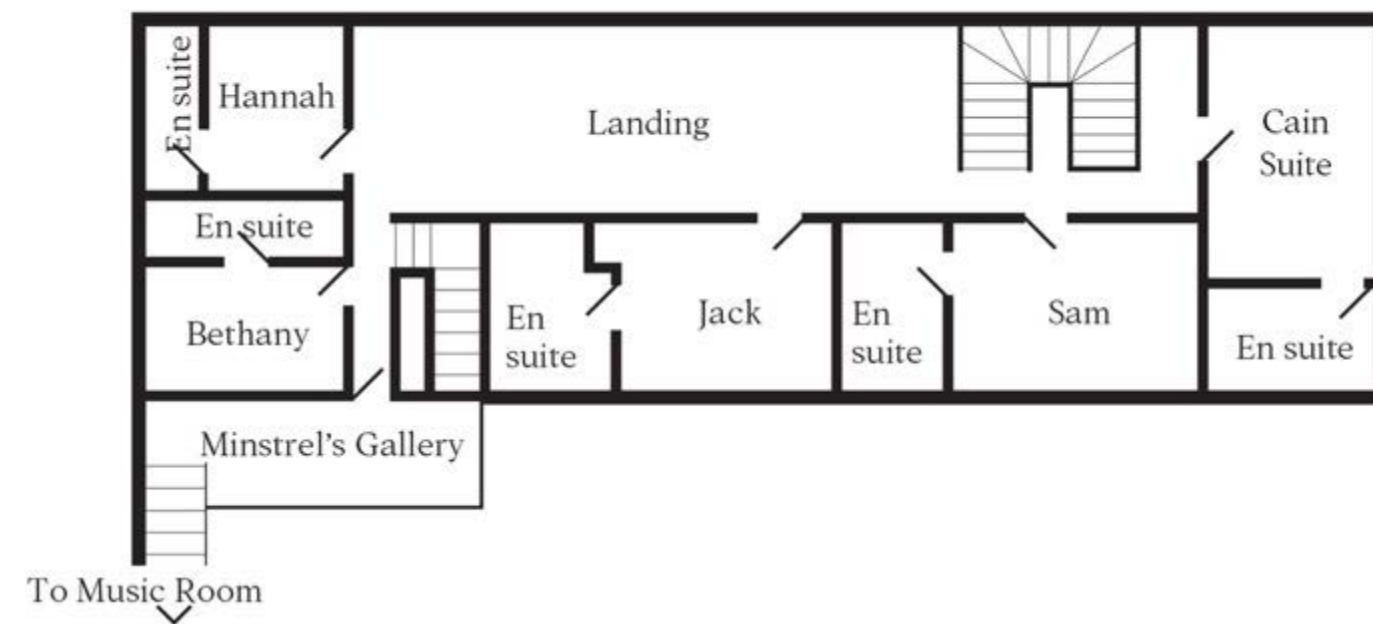 En suite
Hannah
Landing
Cain
Suite
En suite
Bethany
En
suite
Jack
En
suite
Sam
En suite
Minstrel’s Gallery
To Music Room